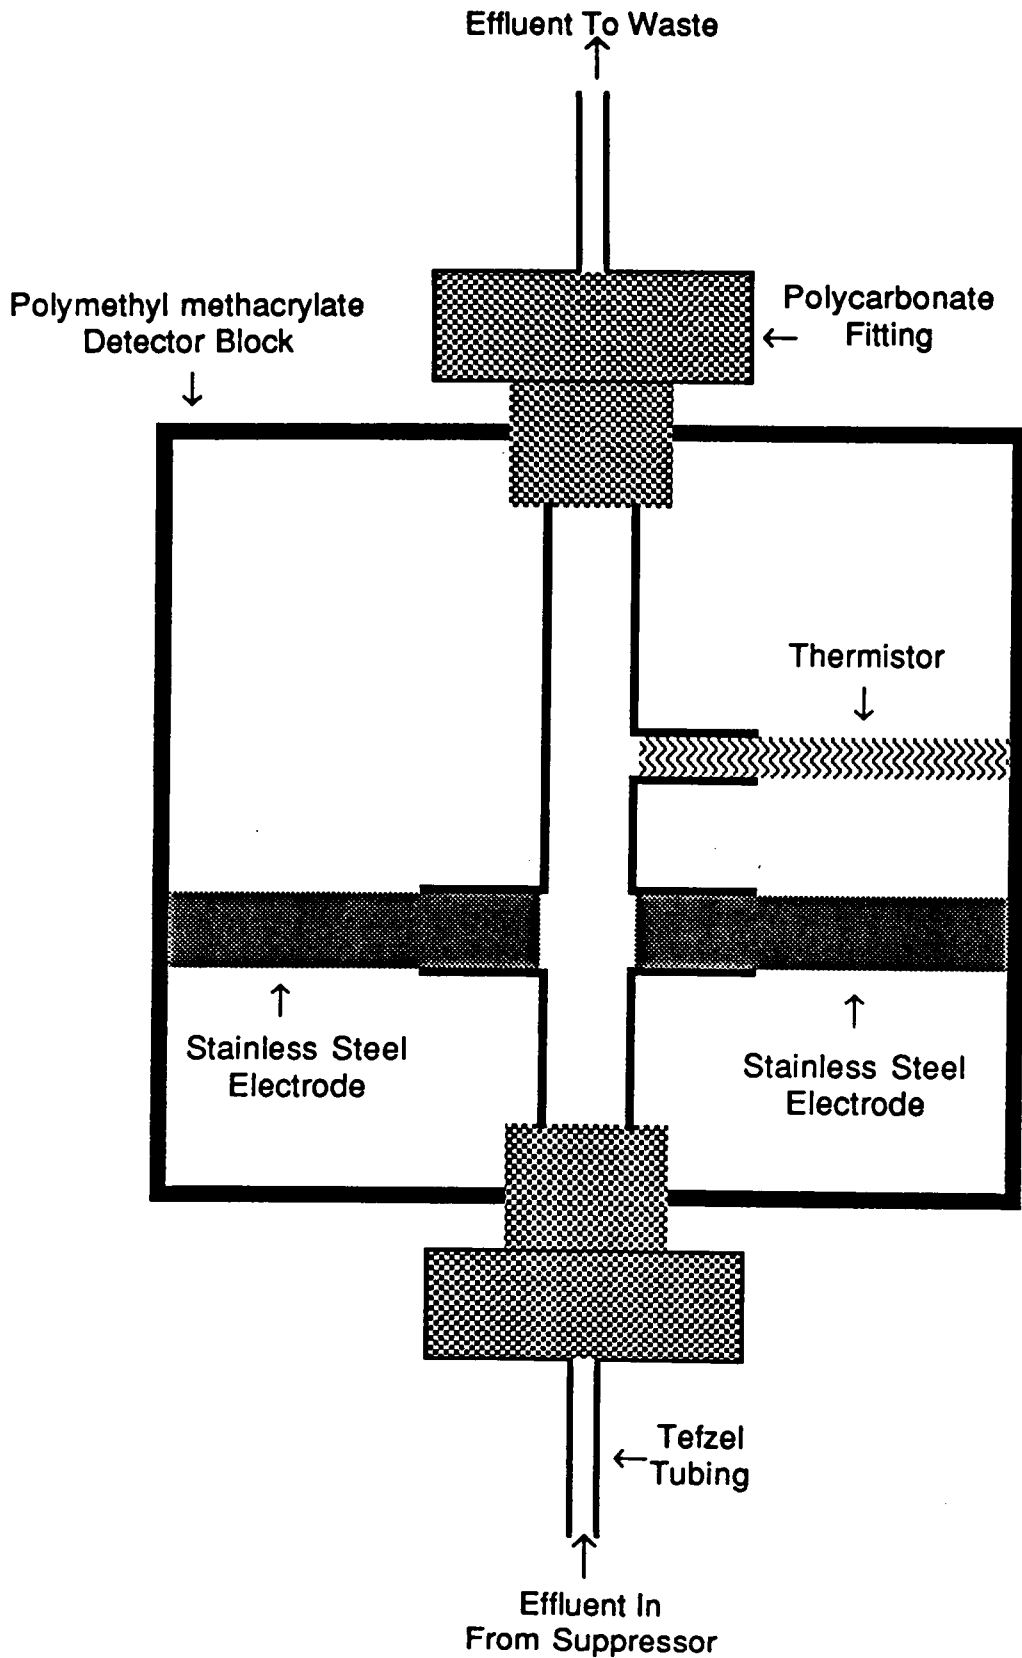 Effluent To Waste
Polymethyl methacrylate
Detector Block
Polycarbonate
Fitting
Thermistor
Stainless Steel
Electrode
Stainless Steel
Electrode
Tefzel
Tubing
Effluent In
From Suppressor